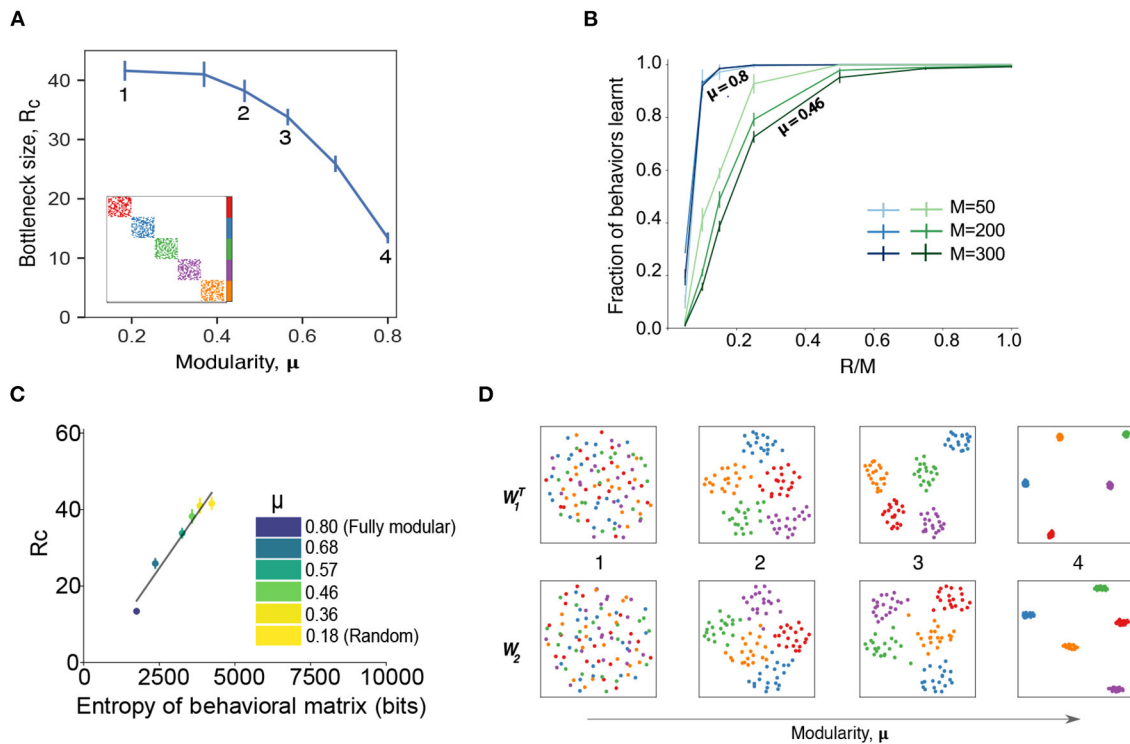 A
Bottleneck size, Rc
40
30
20
10
0
1
2
3
4
0.2
0.4
0.6
0.8
Modularity, μ
B
Fraction of behaviors learnt
1.0
0.8
0.6
0.4
0.2
0.0
μ = 0.8
μ = 0.46
M=50
M=200
M=300
0.2
0.4
0.6
0.8
1.0
R/M
C
Rc
60
40
20
0
μ
0.80 (Fully modular)
0.68
0.57
0.46
0.36
0.18 (Random)
0
2500
5000
7500
10000
Entropy of behavioral matrix (bits)
D
W₁ᵀ
1
2
3
4
W₂
Modularity, μ